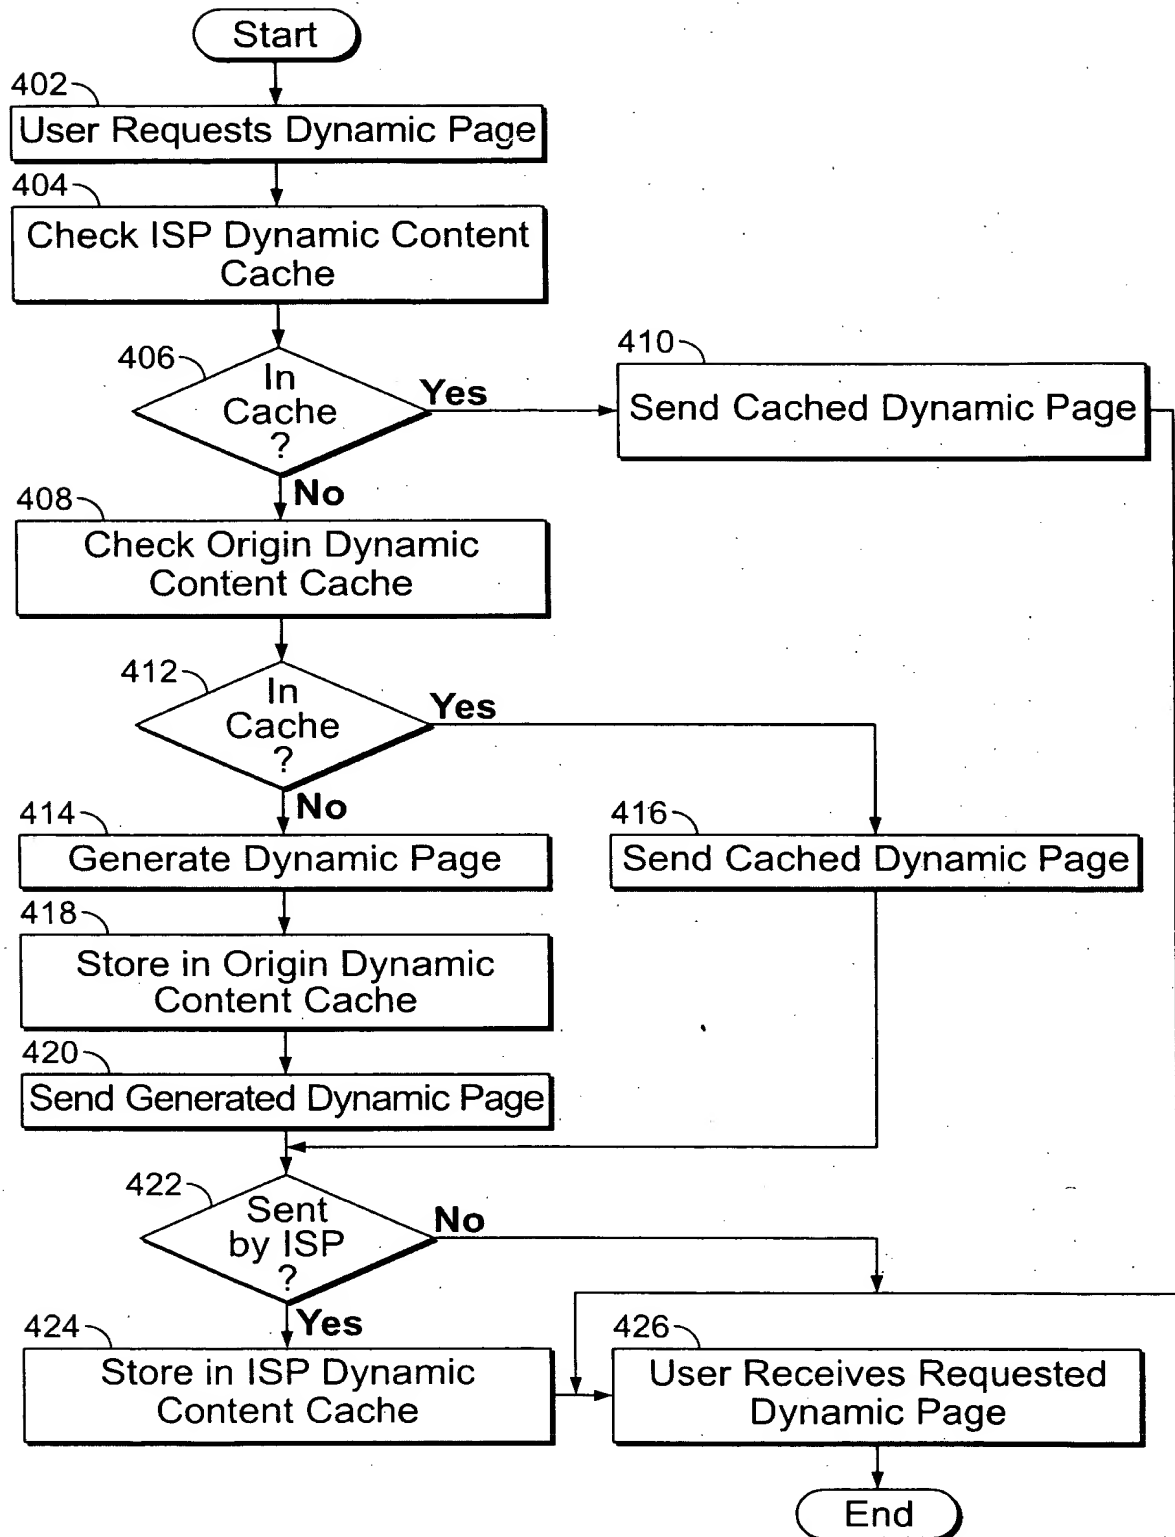 Start
402
User Requests Dynamic Page
404
Check ISP Dynamic Content
Cache
406
In
Cache
?
Yes
410
Send Cached Dynamic Page
No
408
Check Origin Dynamic
Content Cache
412
In
Cache
?
Yes
No
414
Generate Dynamic Page
416
Send Cached Dynamic Page
418
Store in Origin Dynamic
Content Cache
420
Send Generated Dynamic Page
422
Sent
by ISP
?
No
Yes
424
Store in ISP Dynamic
Content Cache
426
User Receives Requested
Dynamic Page
End